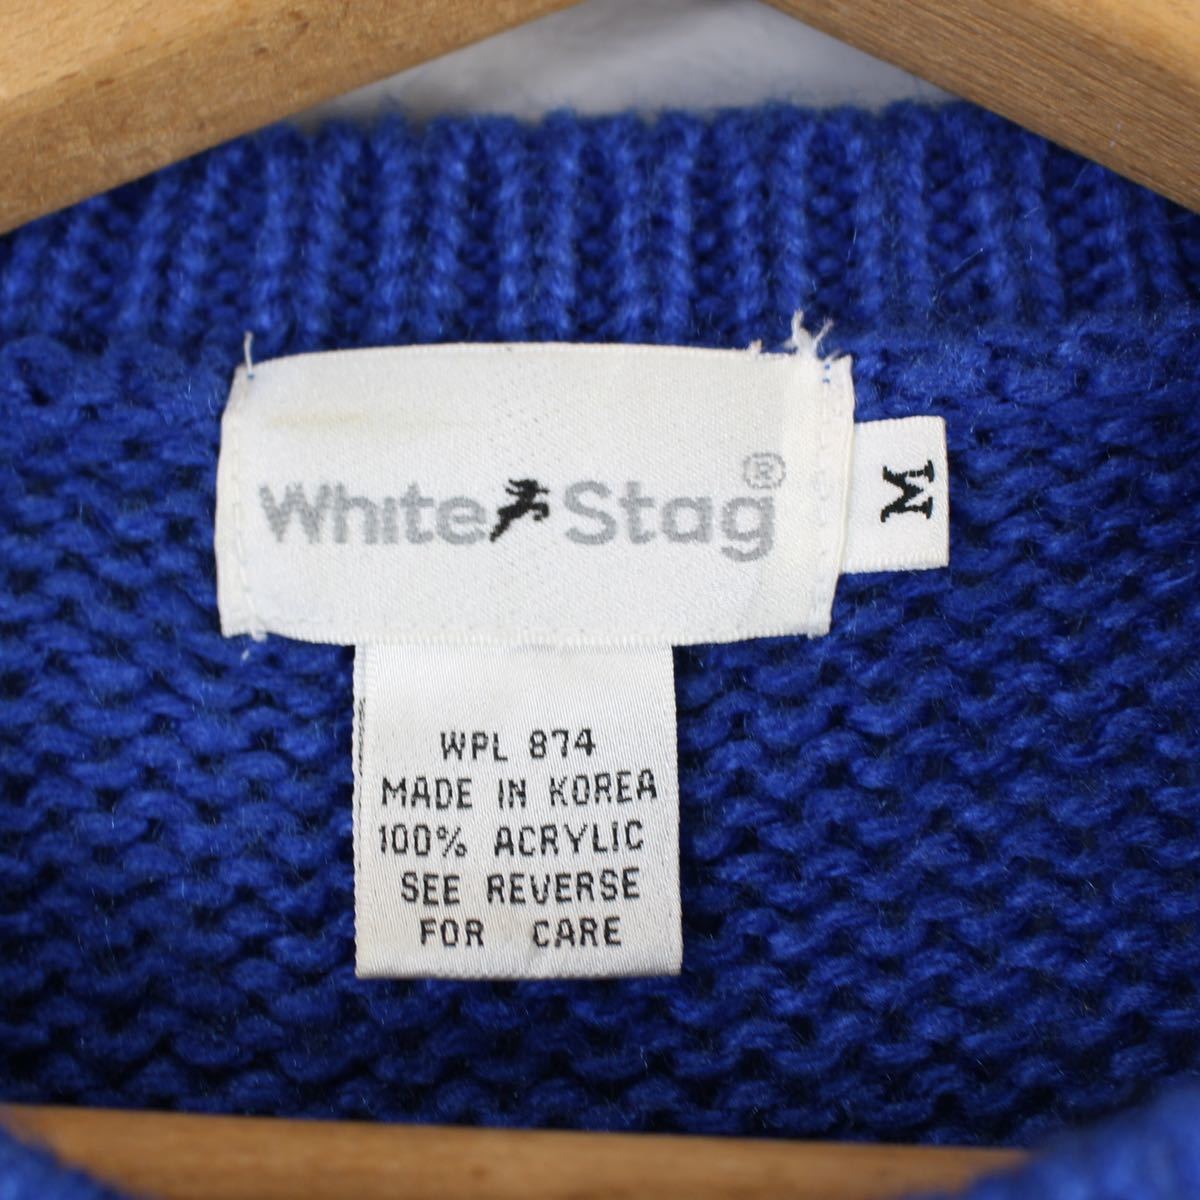 White Stag®
M
WPL 874
MADE IN KOREA
100% ACRYLIC
SEE REVERSE
FOR CARE